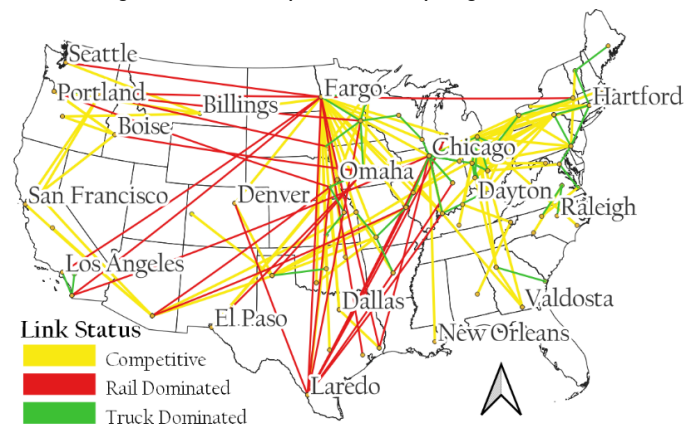 Seattle
Portland
Billings
Fargo
Hartford
Boise
Chicago
Omaha
San Francisco
Denver
Dayton
Raleigh
Los Angeles
Dallas
Valdosta
El Paso
New Orleans
Laredo
Link Status
Competitive
Rail Dominated
Truck Dominated